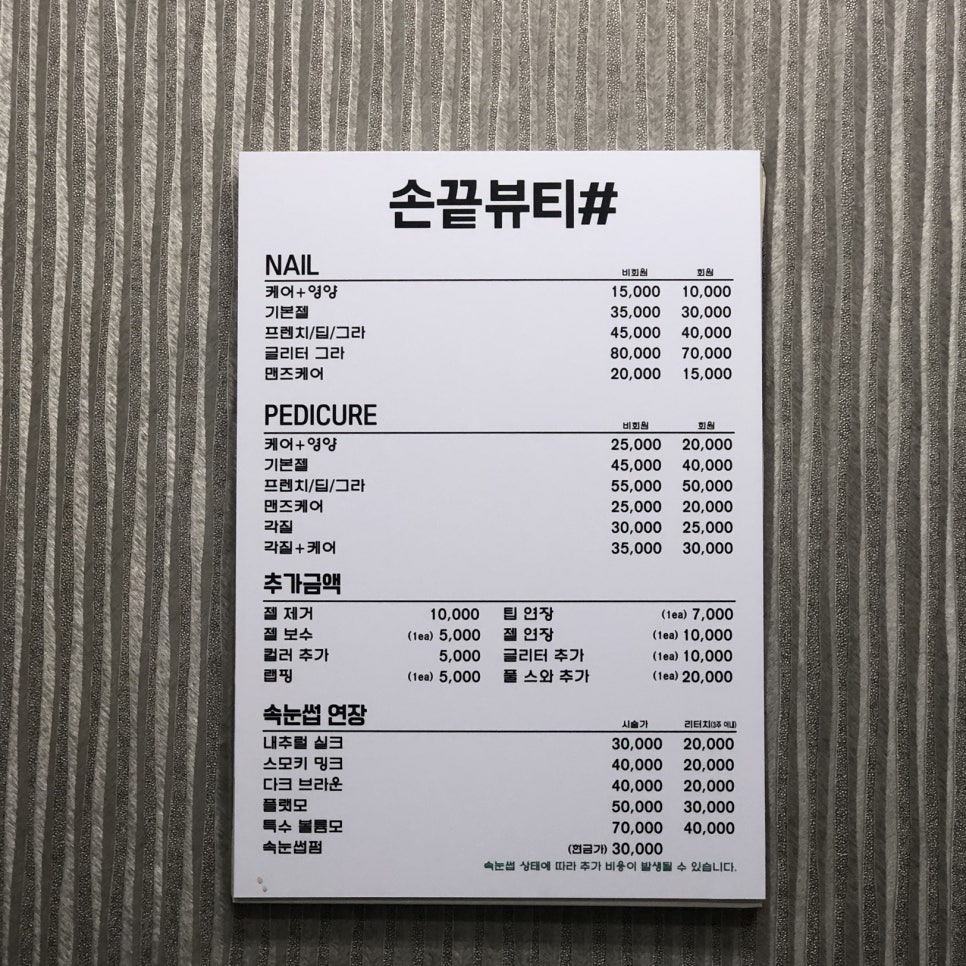 손끝뷰티#
NAIL 비회원 회원
케어+영양 15,000 10,000
기본젤 35,000 30,000
프렌치/딥/그라 45,000 40,000
글리터 그라 80,000 70,000
맨즈케어 20,000 15,000
PEDICURE 비회원 회원
케어+영양 25,000 20,000
기본젤 45,000 40,000
프렌치/딥/그라 55,000 50,000
맨즈케어 25,000 20,000
각질 30,000 25,000
각질+케어 35,000 30,000
추가금액
젤 제거 10,000 팁 연장 (1ea) 7,000
젤 보수 (1ea) 5,000 젤 연장 (1ea) 10,000
컬러 추가 5,000 글리터 추가 (1ea) 10,000
랩핑 (1ea) 5,000 풀 스와 추가 (1ea) 20,000
속눈썹 연장 시술가 리터치(3주 이내)
내추럴 실크 30,000 20,000
스모키 밍크 40,000 20,000
다크 브라운 40,000 20,000
플랫모 50,000 30,000
특수 볼륨모 70,000 40,000
속눈썹펌 (현금가) 30,000
속눈썹 상태에 따라 추가 비용이 발생될 수 있습니다.